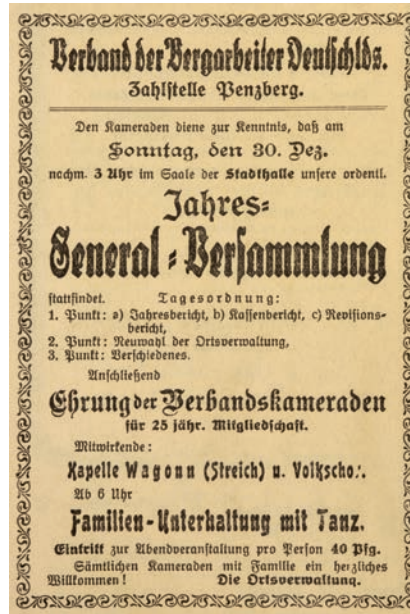 Verband der Bergarbeiter Deutschlds.
Zahlstelle Penzberg.
Den Kameraden diene zur Kenntnis, daß am
Sonntag, den 30. Dez.
nachm. 3 Uhr im Saale der Stadthalle unsere ordentl.
Jahres-
General-Versammlung
stattfindet. Tagesordnung:
1. Punkt: a) Jahresbericht, b) Kassenbericht, c) Revisions-
bericht,
2. Punkt: Neuwahl der Ortsverwaltung,
3. Punkt: Verschiedenes.
Anschließend
Ehrung der Verbandskameraden
für 25 jähr. Mitgliedschaft.
Mitwirkende:
Kapelle Wagonn (Streich) u. Volkscho.
Ab 6 Uhr
Familien-Unterhaltung mit Tanz.
Eintritt zur Abendveranstaltung pro Person 40 Pfg.
Sämtlichen Kameraden mit Familie ein herzliches
Willkommen! Die Ortsverwaltung.